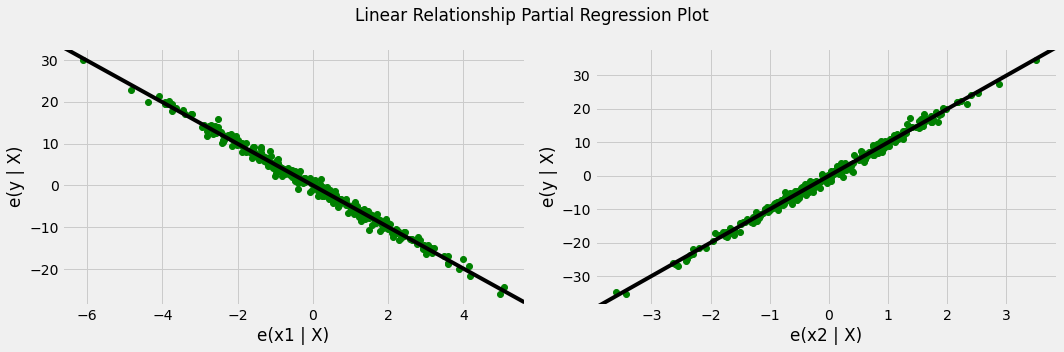 Linear Relationship Partial Regression Plot
30
20
10
0
−10
−20
e(y | X)
−6 −4 −2 0 2 4
e(x1 | X)
30
20
10
0
−10
−20
−30
e(y | X)
−3 −2 −1 0 1 2 3
e(x2 | X)